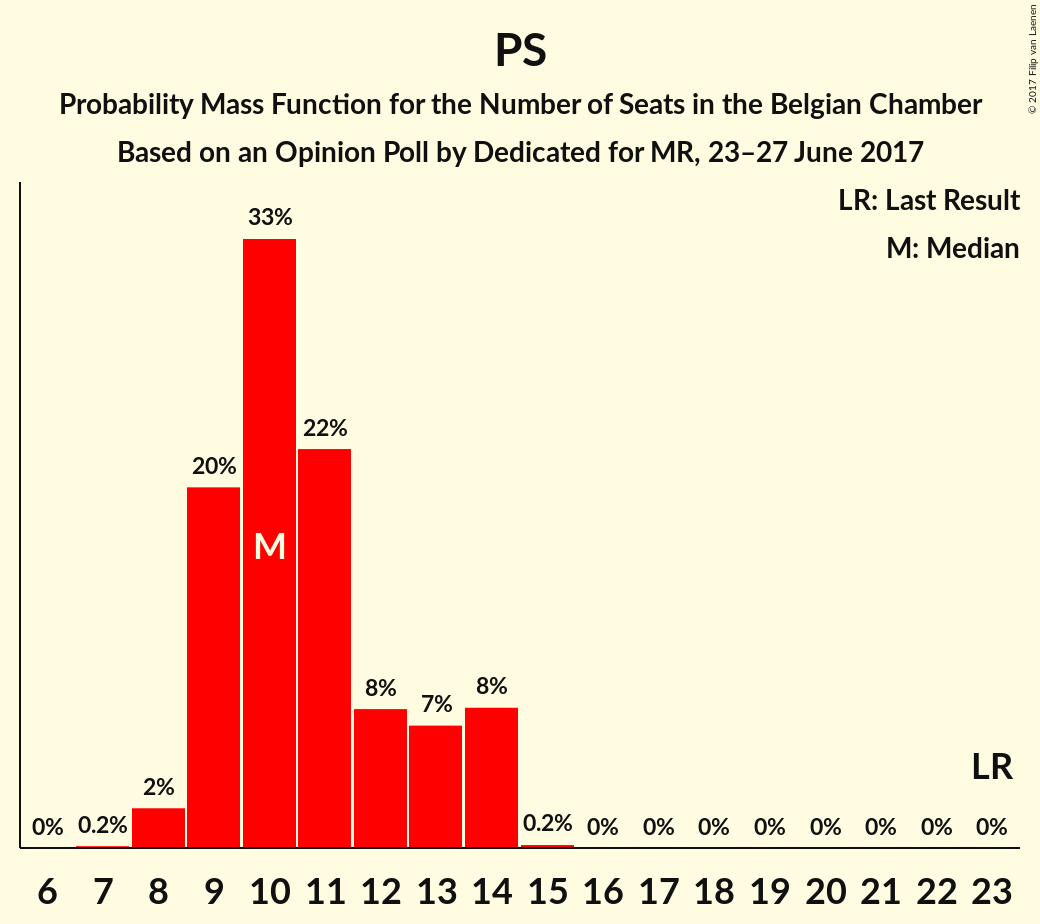 PS
Probability Mass Function for the Number of Seats in the Belgian Chamber
Based on an Opinion Poll by Dedicated for MR, 23–27 June 2017
© 2017 Filip van Laenen
LR: Last Result
M: Median
33%
22%
20%
M
8%
7%
8%
LR
2%
0%
0.2%
0.2%
0%
0%
0%
0%
0%
0%
0%
0%
6 7 8 9 10 11 12 13 14 15 16 17 18 19 20 21 22 23